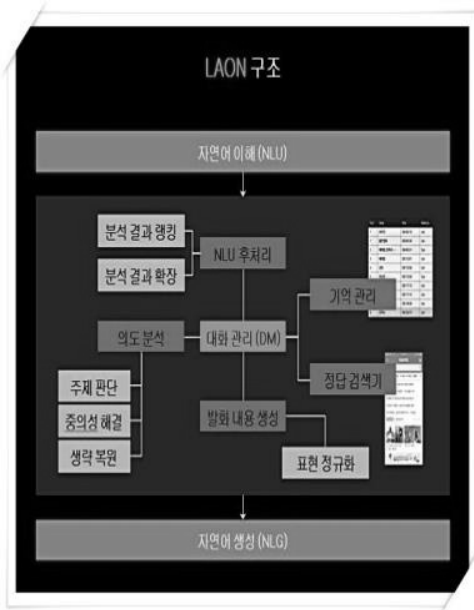 LAON 구조
자연어 이해 (NLU)
분석 결과 랭킹
NLU 후처리
분석 결과 확장
기억 관리
의도 분석
대화 관리 (DM)
정답 검색기
주제 판단
중의성 해결
발화 내용 생성
생략 복원
표현 정규화
자연어 생성 (NLG)